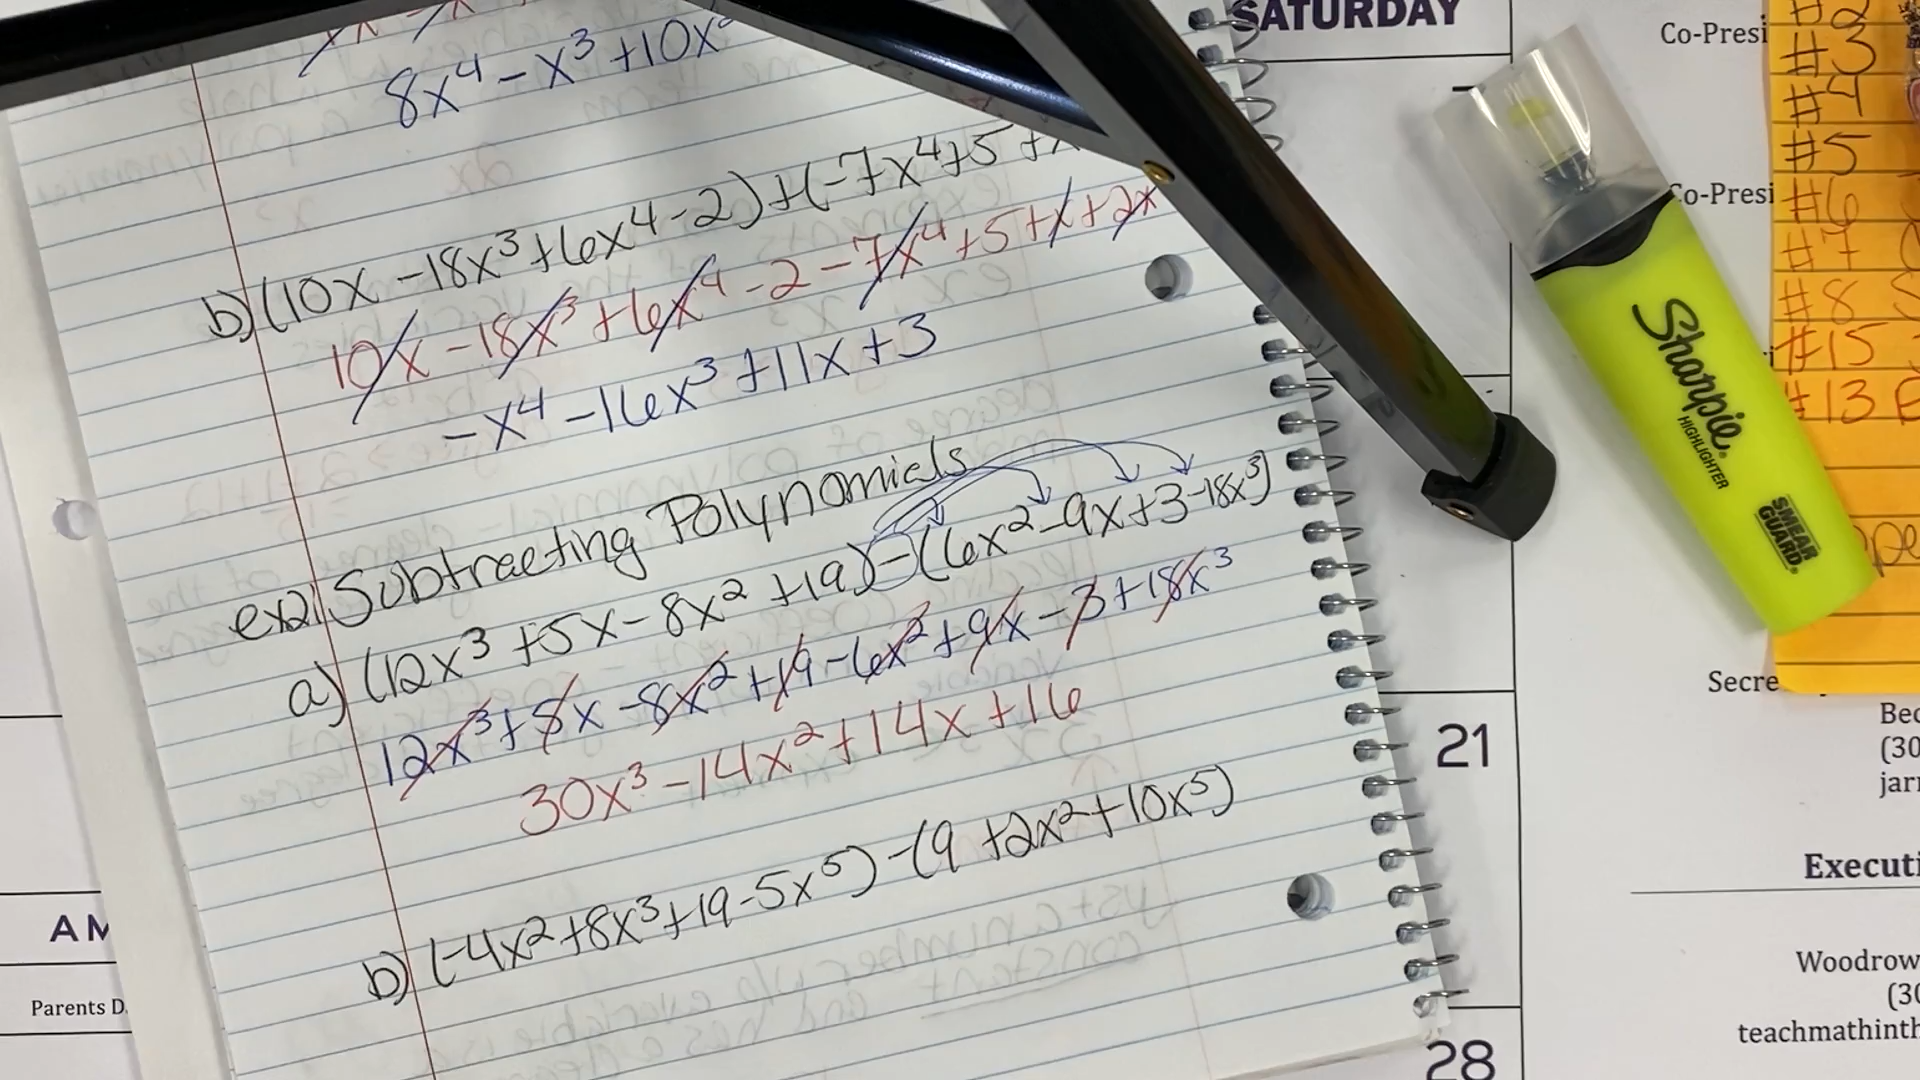 8x⁴ - x³ + 10x²
b) (10x - 18x³ + 6x⁴ - 2) + (-7x⁴ + 5 + x
10x - 18x³ + 6x⁴ - 2 - 7x⁴ + 5 + x + 2x
-x⁴ - 16x³ + 11x + 3
ex2| Subtracting Polynomials
a) (12x³ + 5x - 8x² + 19) - (6x² - 9x + 3 - 18x³)
12x³ + 5x - 8x² + 19 - 6x² + 9x - 3 + 18x³
30x³ - 14x² + 14x + 16
b) (-4x² + 8x³ + 19 - 5x⁵) - (9 + 2x² + 10x⁵)
SATURDAY
21
28
AM
Parents D
Sharpie
HIGHLIGHTER
SMEAR GUARD
Co-Presi
Co-Presi
Secre
Bec
(30
jarr
Executi
Woodrow
(30
teachmathinth
#2
#3
#4
#5
#6
#7
#8 S
#15
#13